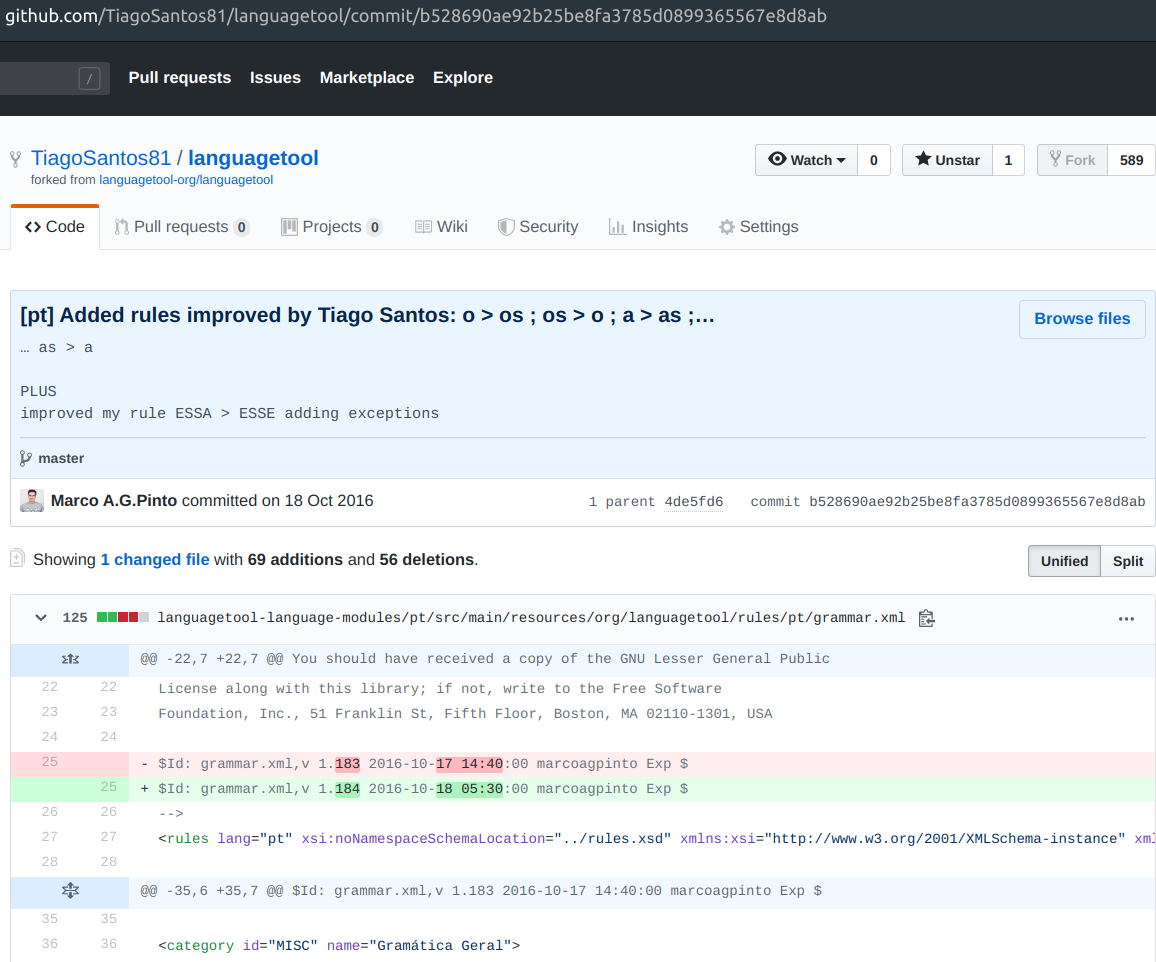 github.com/TiagoSantos81/languagetool/commit/b528690ae92b25be8fa3785d0899365567e8d8ab
/ Pull requests Issues Marketplace Explore
TiagoSantos81 / languagetool Watch 0 Unstar 1 Fork 589
forked from languagetool-org/languagetool
<> Code Pull requests 0 Projects 0 Wiki Security Insights Settings
[pt] Added rules improved by Tiago Santos: o > os ; os > o ; a > as ;… Browse files
… as > a
PLUS
improved my rule ESSA > ESSE adding exceptions
master
Marco A.G.Pinto committed on 18 Oct 2016 1 parent 4de5fd6 commit b528690ae92b25be8fa3785d0899365567e8d8ab
Showing 1 changed file with 69 additions and 56 deletions. Unified Split
125 languagetool-language-modules/pt/src/main/resources/org/languagetool/rules/pt/grammar.xml ...
@@ -22,7 +22,7 @@ You should have received a copy of the GNU Lesser General Public
22 22 License along with this library; if not, write to the Free Software
23 23 Foundation, Inc., 51 Franklin St, Fifth Floor, Boston, MA 02110-1301, USA
24 24
25 - $Id: grammar.xml,v 1.183 2016-10-17 14:40:00 marcoagpinto Exp $
25 + $Id: grammar.xml,v 1.184 2016-10-18 05:30:00 marcoagpinto Exp $
26 26 -->
27 27 <rules lang="pt" xsi:noNamespaceSchemaLocation="../rules.xsd" xmlns:xsi="http://www.w3.org/2001/XMLSchema-instance" xml
28 28
@@ -35,6 +35,7 @@ $Id: grammar.xml,v 1.183 2016-10-17 14:40:00 marcoagpinto Exp $
35 35
36 36 <category id="MISC" name="Gramática Geral">